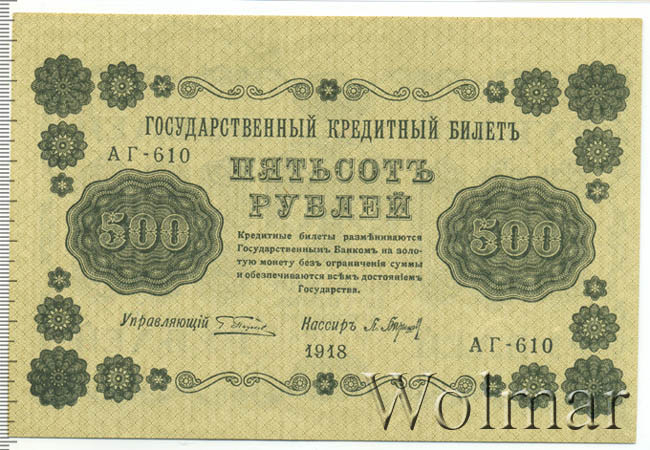 ГОСУДАРСТВЕННЫЙ КРЕДИТНЫЙ БИЛЕТЪ
АГ-610
ПЯТЬСОТЪ
РУБЛЕЙ
500
500
Кредитные билеты размѣниваются
Государственнымъ Банкомъ на золо-
тую монету безъ ограниченія суммы
и обезпечиваются всѣмъ достояніемъ
Государства.
Управляющій
Кассиръ
1918
АГ-610
Wolmar